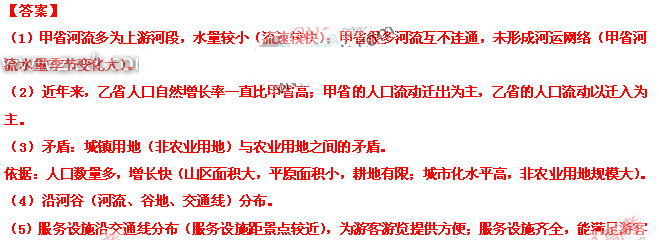 【答案】
（1）甲省河流多为上游河段，水量较小（流速较快）；甲省很多河流互不连通，未形成河运网络（甲省河
流水量季节变化大）。
（2）近年来，乙省人口自然增长率一直比甲省高；甲省的人口流动迁出为主，乙省的人口流动以迁入为
主。
（3）矛盾：城镇用地（非农业用地）与农业用地之间的矛盾。
依据：人口数量多，增长快（山区面积大，平原面积小，耕地有限；城市化水平高，非农业用地规模大）。
（4）沿河谷（河流、谷地、交通线）分布。
（5）服务设施沿交通线分布（服务设施距景点较近），为游客游览提供方便；服务设施齐全，能满足游客